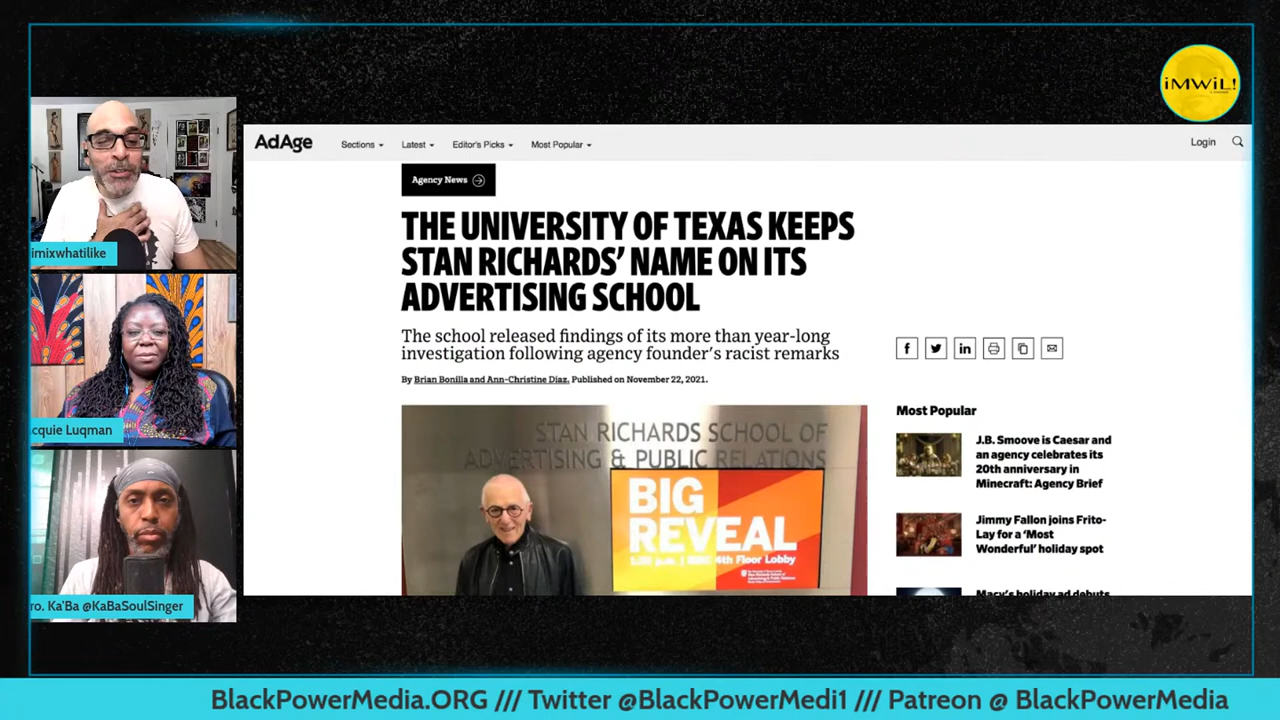 iMWiL!
imixwhatilike
cquie Luqman
ro. Ka'Ba @KaBaSoulSinger
AdAge
Sections
Latest
Editor's Picks
Most Popular
Login
Agency News
THE UNIVERSITY OF TEXAS KEEPS
STAN RICHARDS' NAME ON ITS
ADVERTISING SCHOOL
The school released findings of its more than year-long
investigation following agency founder's racist remarks
By Brian Bonilla and Ann-Christine Diaz. Published on November 22, 2021.
STAN RICHARDS SCHOOL OF
ADVERTISING & PUBLIC RELATIONS
BIG
REVEAL
4th Floor Lobby
Most Popular
J.B. Smoove is Caesar and
an agency celebrates its
20th anniversary in
Minecraft: Agency Brief
Jimmy Fallon joins Frito-
Lay for a 'Most
Wonderful' holiday spot
Macy's holiday ad debuts
BlackPowerMedia.ORG /// Twitter @BlackPowerMedi1 /// Patreon @ BlackPowerMedia